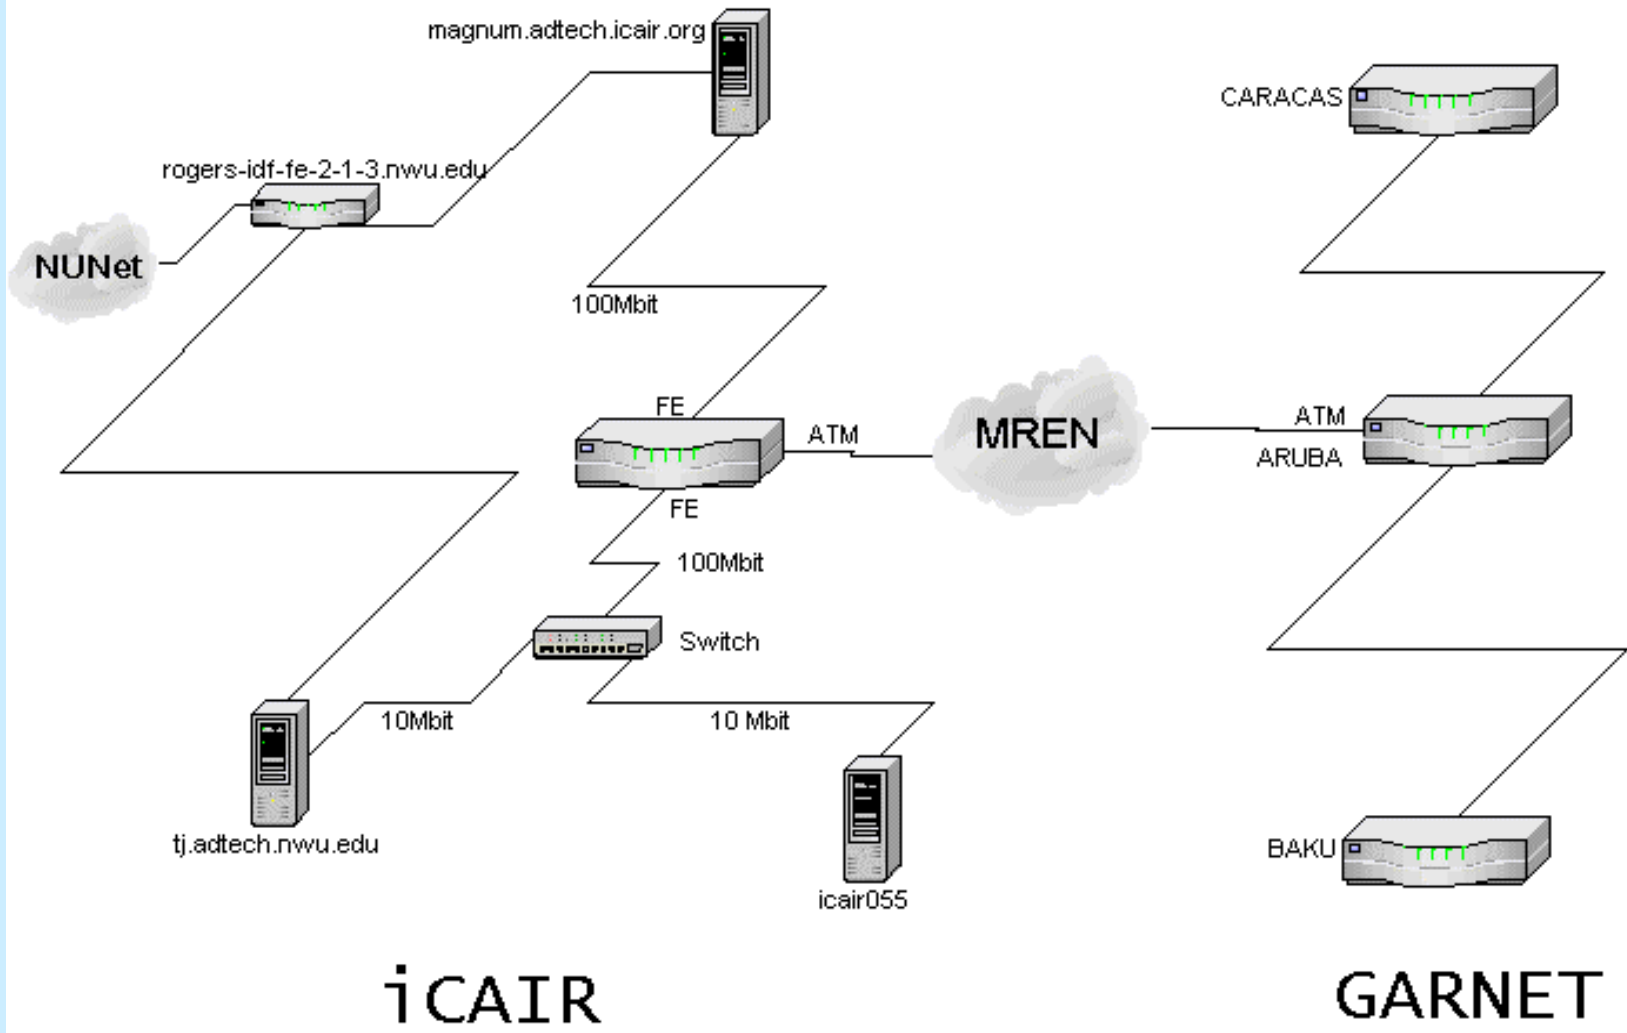 magnum.adtech.icair.org
CARACAS
rogers-idf-fe-2-1-3.nwu.edu
NUNet
100Mbit
FE
ATM
MREN
ATM
ARUBA
FE
100Mbit
Switch
10Mbit
10 Mbit
tj.adtech.nwu.edu
icair055
BAKU
iCAIR
GARNET